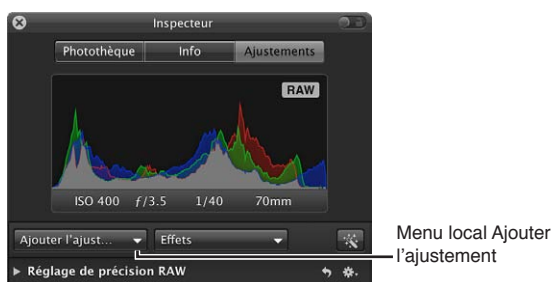 Inspecteur
Photothèque Info Ajustements
RAW
ISO 400 ƒ/3.5 1/40 70mm
Ajouter l'ajust... Effets
Réglage de précision RAW
Menu local Ajouter
l'ajustement